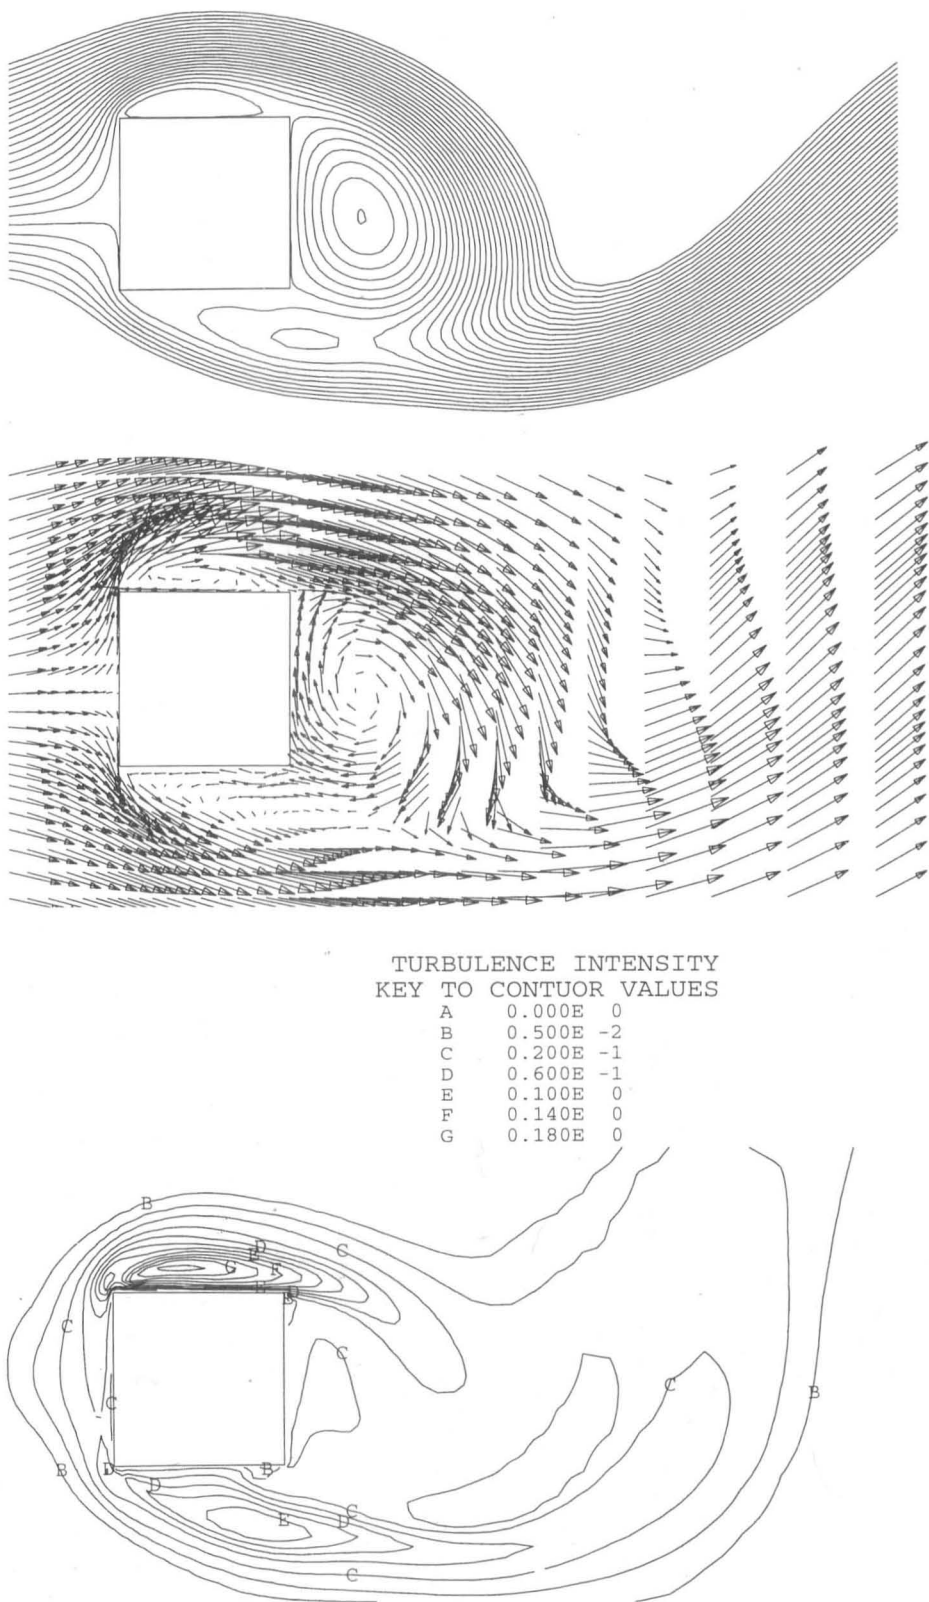 TURBULENCE INTENSITY
KEY TO CONTUOR VALUES
A 0.000E 0
B 0.500E -2
C 0.200E -1
D 0.600E -1
E 0.100E 0
F 0.140E 0
G 0.180E 0
B
D
C
E
G
F
E
D
C
C
C
C
B
B
D
B
D
C
E
D
C